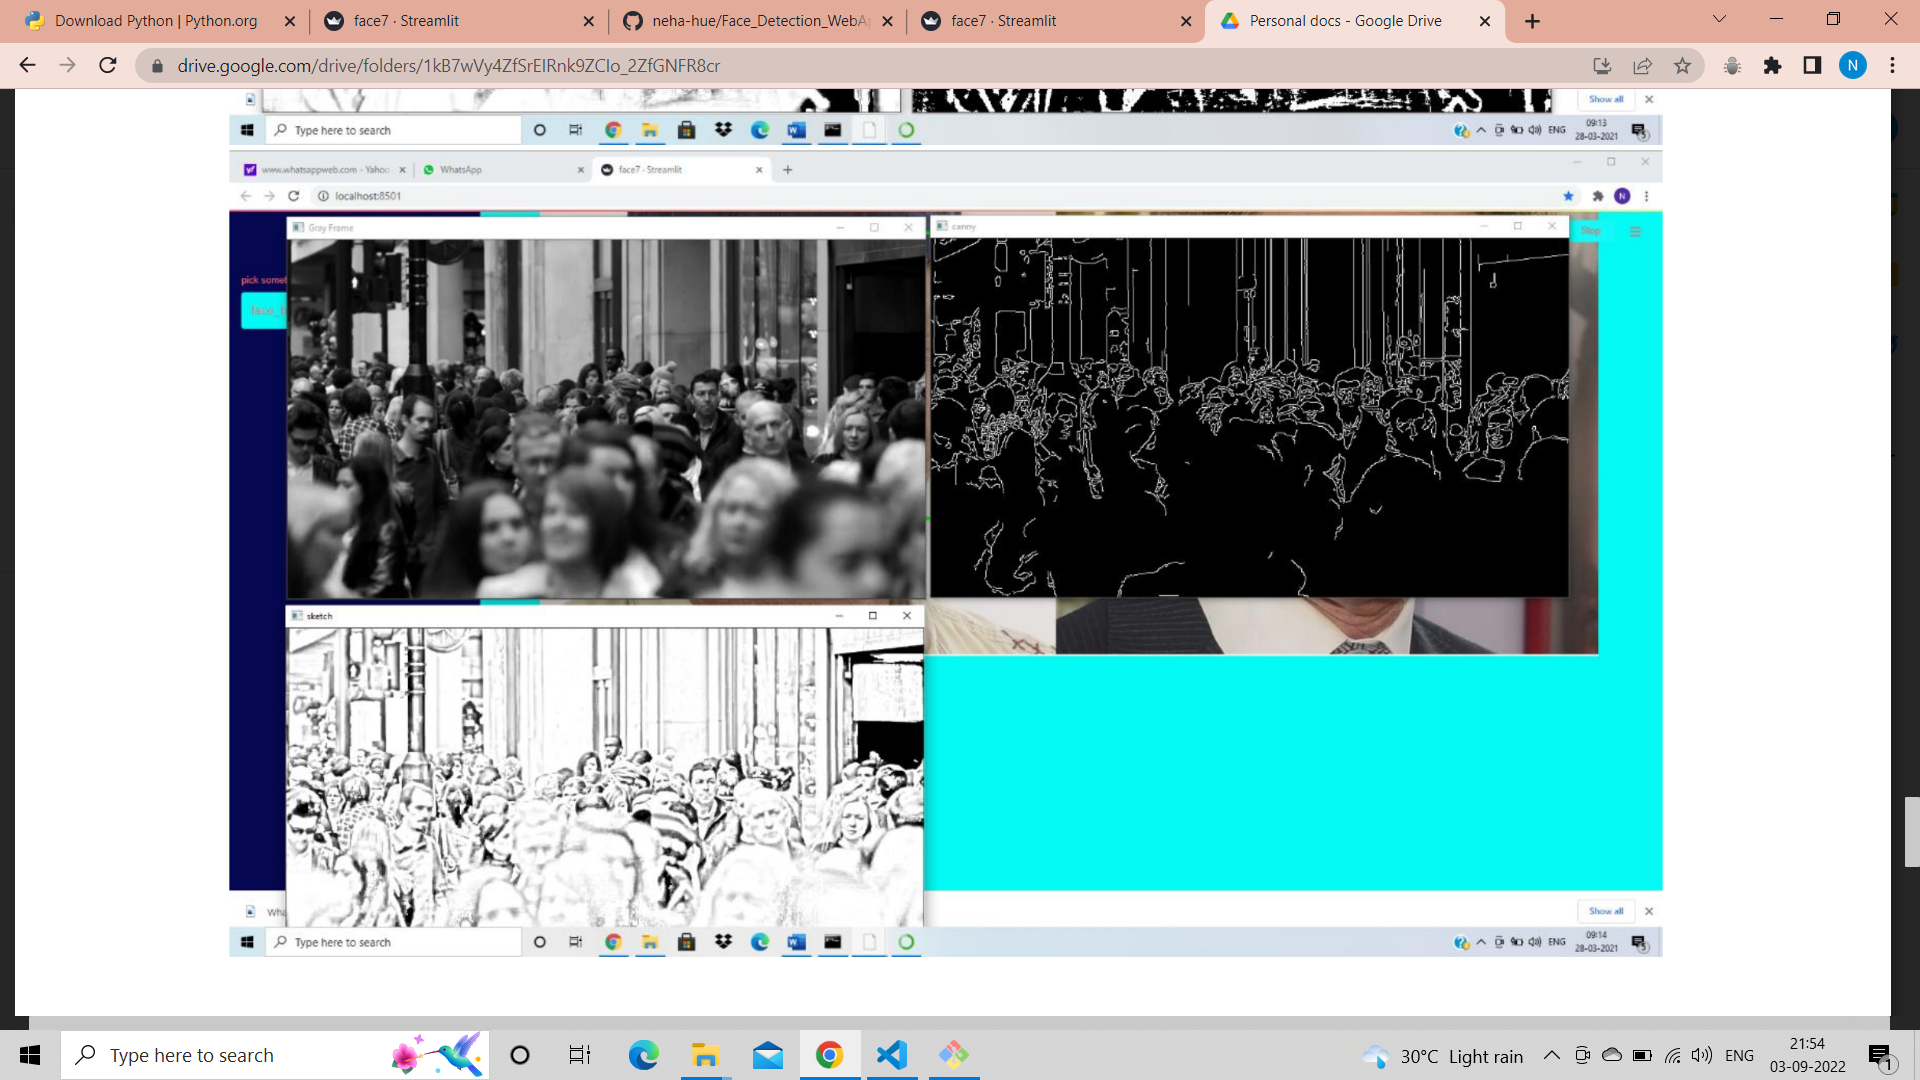 Download Python | Python.org
face7 · Streamlit
neha-hue/Face_Detection_WebAp
face7 · Streamlit
Personal docs - Google Drive
drive.google.com/drive/folders/1kB7wVy4ZfSrEIRnk9ZCIo_2ZfGNFR8cr
N
Show all
Type here to search
ENG
09:13
28-03-2021
www.whatsappweb.com - Yahoo
WhatsApp
face7 · Streamlit
localhost:8501
N
Gray Frame
canny
Stop
pick somet
sketch
Wha
Show all
Type here to search
ENG
09:14
28-03-2021
Type here to search
30°C Light rain
ENG
21:54
03-09-2022
1